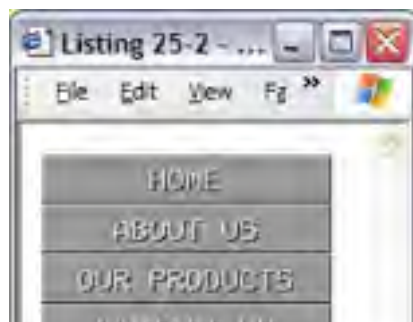 Listing 25-2 - ...
File Edit View Fa »
HOME
ABOUT US
OUR PRODUCTS